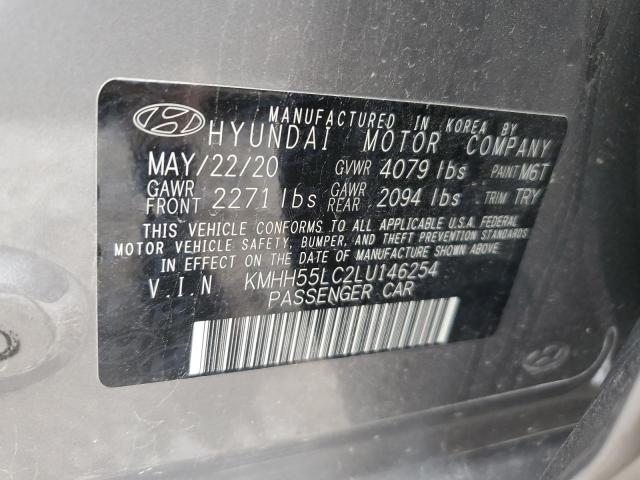 MANUFACTURED IN KOREA BY
HYUNDAI MOTOR COMPANY
MAY/22/20 GVWR 4079 lbs PAINT M6T
GAWR FRONT 2271 lbs GAWR REAR 2094 lbs TRIM TRY
THIS VEHICLE CONFORMS TO ALL APPLICABLE U.S.A. FEDERAL
MOTOR VEHICLE SAFETY, BUMPER, AND THEFT PREVENTION STANDARDS
IN EFFECT ON THE DATE OF MANUFACTURE SHOWN ABOVE.
V.I.N KMHH55LC2LU146254
PASSENGER CAR